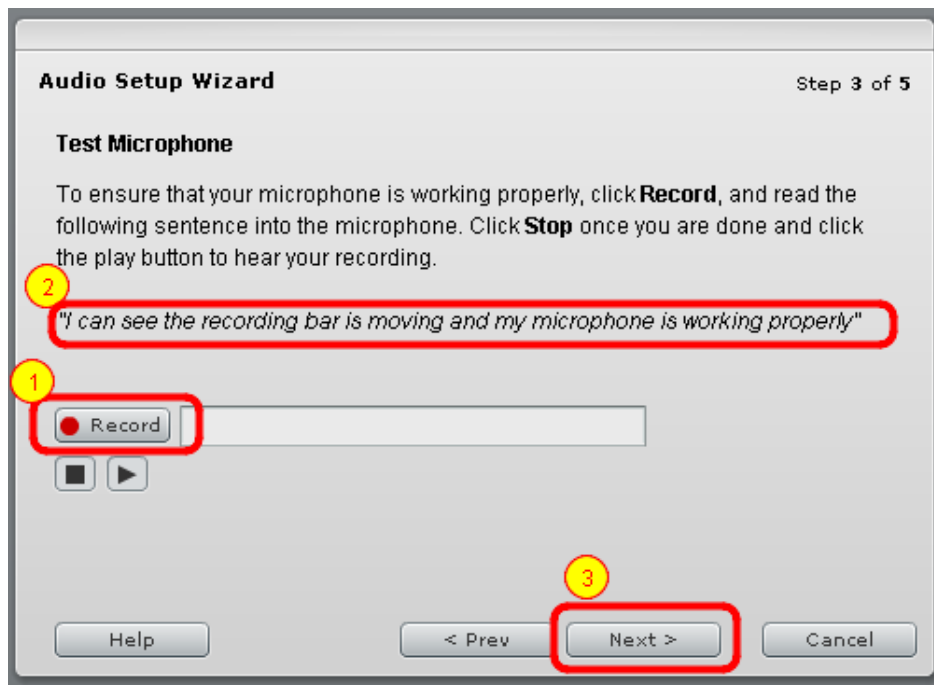 Audio Setup Wizard
Step 3 of 5
Test Microphone
To ensure that your microphone is working properly, click Record, and read the
following sentence into the microphone. Click Stop once you are done and click
the play button to hear your recording.
2
"I can see the recording bar is moving and my microphone is working properly"
1
Record
3
Help
< Prev
Next >
Cancel